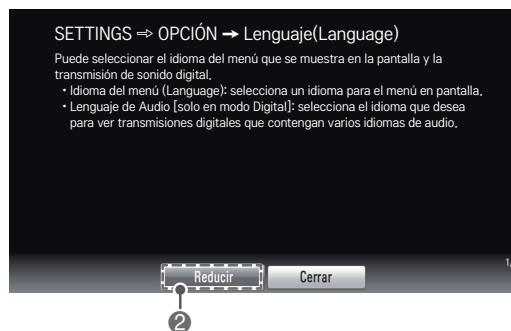 SETTINGS ⇨ OPCIÓN ➙ Lenguaje(Language)
Puede seleccionar el idioma del menú que se muestra en la pantalla y la
transmisión de sonido digital.
• Idioma del menú (Language): selecciona un idioma para el menú en pantalla.
• Lenguaje de Audio [solo en modo Digital]: selecciona el idioma que desea
para ver transmisiones digitales que contengan varios idiomas de audio.
Reducir
Cerrar
2